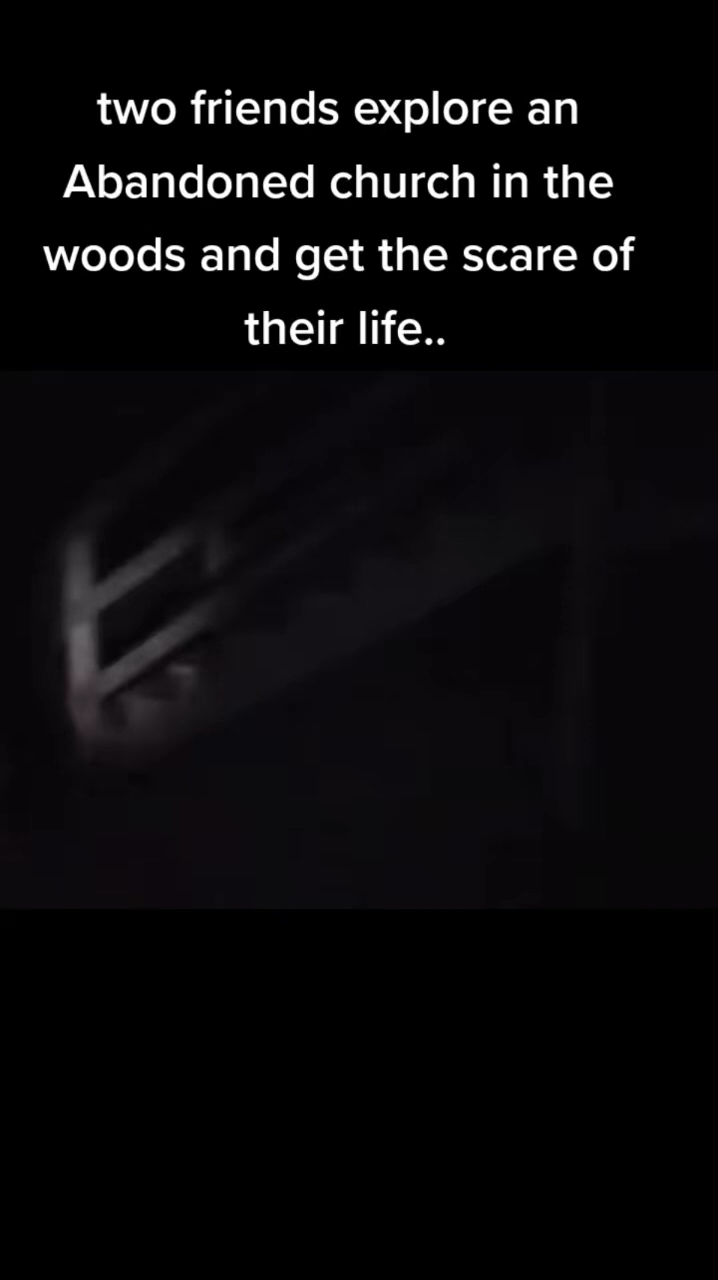 two friends explore an
Abandoned church in the
woods and get the scare of
their life..